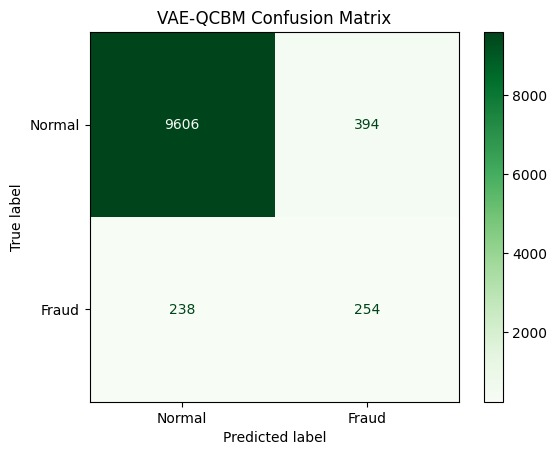 VAE-QCBM Confusion Matrix
True label
Normal
Fraud
9606
394
238
254
Normal
Fraud
Predicted label
8000
6000
4000
2000